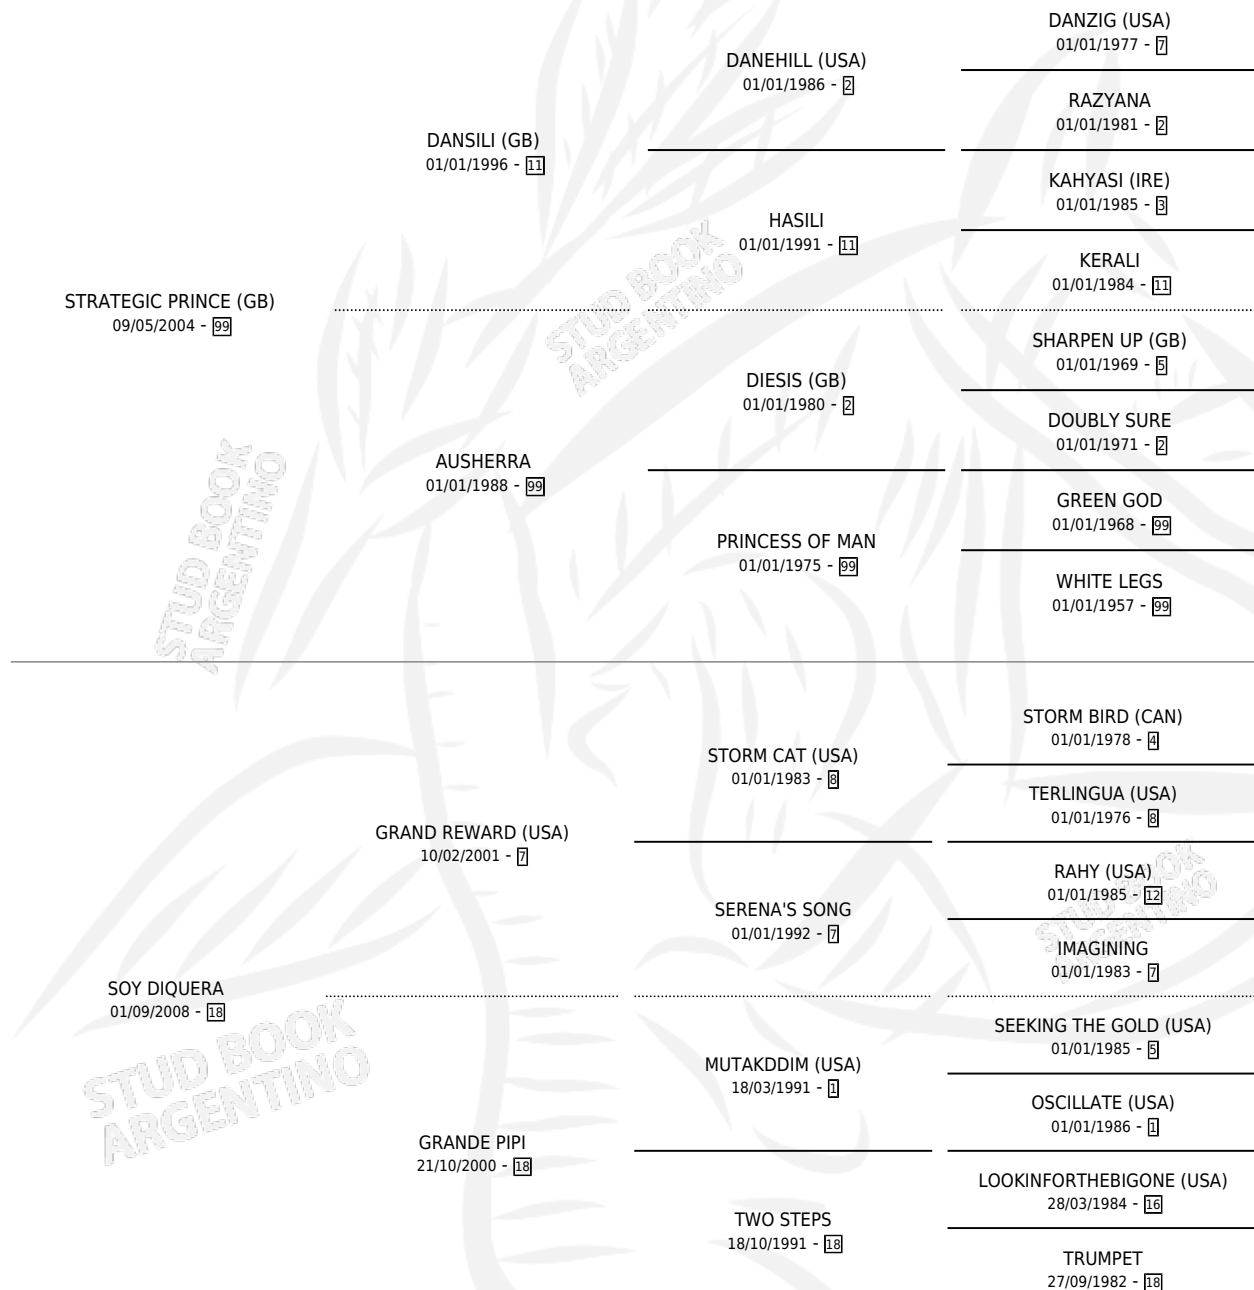 DANZIG (USA)
01/01/1977 - 7
DANEHILL (USA)
01/01/1986 - 2
RAZYANA
01/01/1981 - 2
DANSILI (GB)
01/01/1996 - 11
KAHYASI (IRE)
01/01/1985 - 3
HASILI
01/01/1991 - 11
KERALI
01/01/1984 - 11
STRATEGIC PRINCE (GB)
09/05/2004 - 99
STUD BOOK
ARGENTINO
SHARPEN UP (GB)
01/01/1969 - 5
DIESIS (GB)
01/01/1980 - 2
DOUBLY SURE
01/01/1971 - 2
AUSHERRA
01/01/1988 - 99
GREEN GOD
01/01/1968 - 99
PRINCESS OF MAN
01/01/1975 - 99
WHITE LEGS
01/01/1957 - 99
STUD BOOK
ARGENTINO
STORM BIRD (CAN)
01/01/1978 - 4
STORM CAT (USA)
01/01/1983 - 8
TERLINGUA (USA)
01/01/1976 - 8
GRAND REWARD (USA)
10/02/2001 - 7
RAHY (USA)
01/01/1985 - 12
SERENA'S SONG
01/01/1992 - 7
STUD BOOK
ARGENTINO
IMAGINING
01/01/1983 - 7
SOY DIQUERA
01/09/2008 - 18
SEEKING THE GOLD (USA)
01/01/1985 - 5
MUTAKDDIM (USA)
18/03/1991 - 1
STUD BOOK
ARGENTINO
OSCILLATE (USA)
01/01/1986 - 1
GRANDE PIPI
21/10/2000 - 18
LOOKINFORTHEBIGONE (USA)
28/03/1984 - 16
TWO STEPS
18/10/1991 - 18
TRUMPET
27/09/1982 - 18